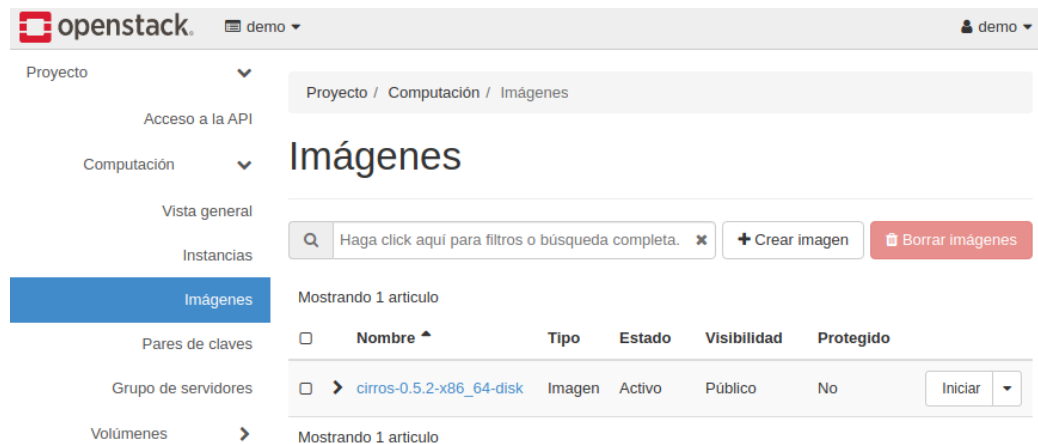 openstack. demo demo
Proyecto
Acceso a la API
Computación
Vista general
Instancias
Imágenes
Pares de claves
Grupo de servidores
Volúmenes
Proyecto / Computación / Imágenes
Imágenes
Haga click aquí para filtros o búsqueda completa. Crear imagen Borrar imágenes
Mostrando 1 articulo
Nombre Tipo Estado Visibilidad Protegido
cirros-0.5.2-x86_64-disk Imagen Activo Público No Iniciar
Mostrando 1 articulo